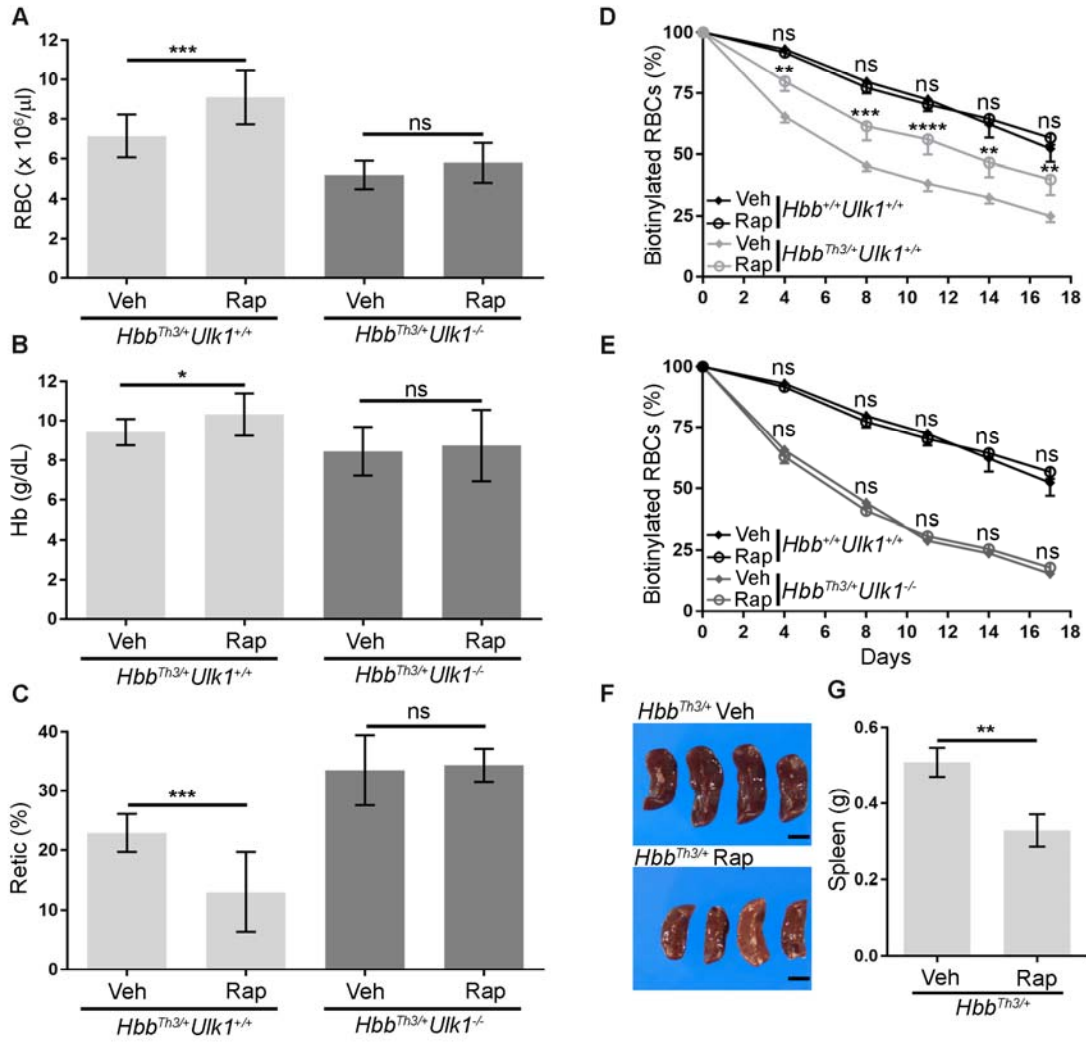 A
RBC (x 10⁶/µl)
12
10
8
6
4
2
0
***
ns
Veh Rap Veh Rap
Hbb^Th3/+Ulk1^+/+ Hbb^Th3/+Ulk1^-/-
B
Hb (g/dL)
12
10
8
6
4
2
0
*
ns
Veh Rap Veh Rap
Hbb^Th3/+Ulk1^+/+ Hbb^Th3/+Ulk1^-/-
C
Retic (%)
40
30
20
10
0
***
ns
Veh Rap Veh Rap
Hbb^Th3/+Ulk1^+/+ Hbb^Th3/+Ulk1^-/-
D
Biotinylated RBCs (%)
100
75
50
25
0
ns ns ns ns ns
** *** **** ** **
Veh
Rap
Hbb^+/+Ulk1^+/+
Veh
Rap
Hbb^Th3/+Ulk1^+/+
0 2 4 6 8 10 12 14 16 18
E
Biotinylated RBCs (%)
100
75
50
25
0
ns ns ns ns ns
ns ns ns ns ns
Veh
Rap
Hbb^+/+Ulk1^+/+
Veh
Rap
Hbb^Th3/+Ulk1^-/-
0 2 4 6 8 10 12 14 16 18
Days
F
Hbb^Th3/+ Veh
Hbb^Th3/+ Rap
G
Spleen (g)
0.6
0.4
0.2
0.0
**
Veh Rap
Hbb^Th3/+